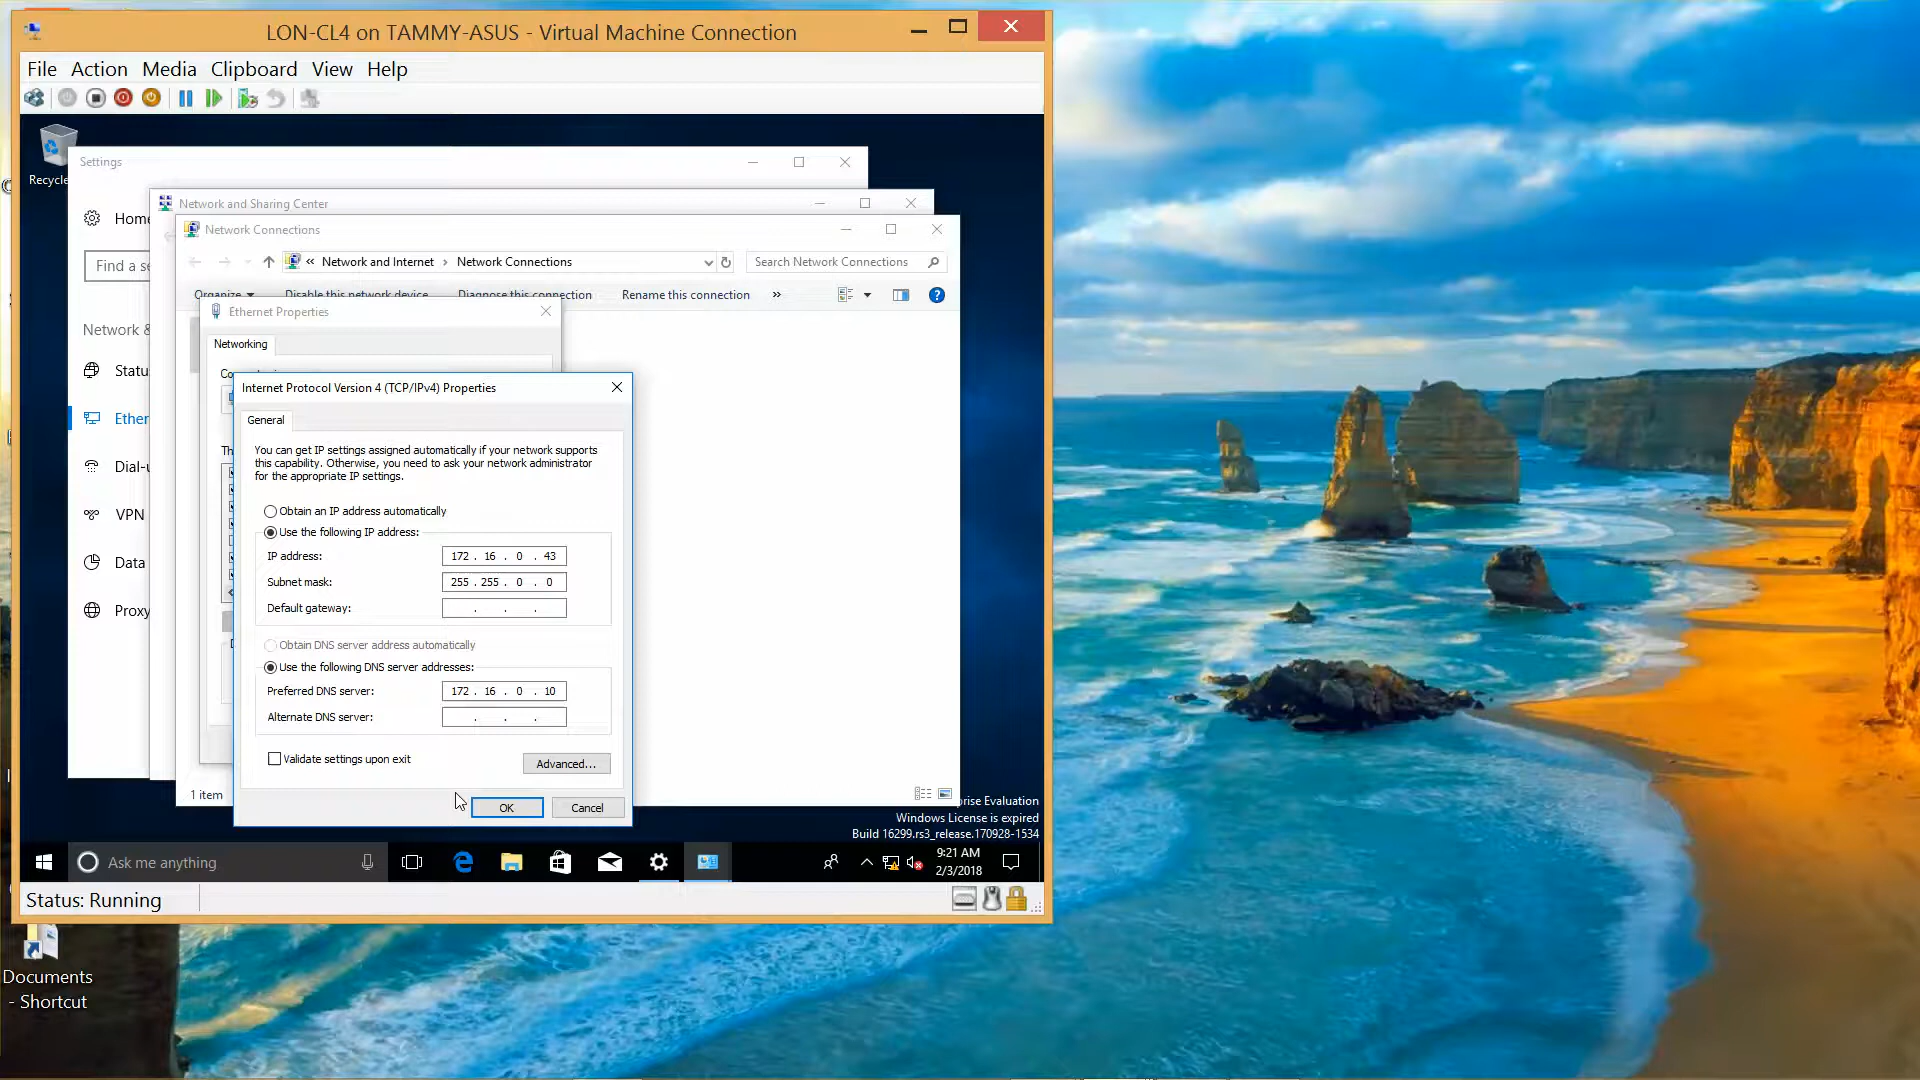 LON-CL4 on TAMMY-ASUS - Virtual Machine Connection
File Action Media Clipboard View Help
Recycle
Settings
Home
Find a se
Network &
Status
Ether
Dial-u
VPN
Data
Proxy
Network and Sharing Center
Network Connections
« Network and Internet › Network Connections
Search Network Connections
Organize Disable this network device Diagnose this connection Rename this connection »
Ethernet Properties
Networking
Internet Protocol Version 4 (TCP/IPv4) Properties
General
You can get IP settings assigned automatically if your network supports
this capability. Otherwise, you need to ask your network administrator
for the appropriate IP settings.
Obtain an IP address automatically
Use the following IP address:
IP address: 172 . 16 . 0 . 43
Subnet mask: 255 . 255 . 0 . 0
Default gateway: . . .
Obtain DNS server address automatically
Use the following DNS server addresses:
Preferred DNS server: 172 . 16 . 0 . 10
Alternate DNS server: . . .
Validate settings upon exit
Advanced...
OK Cancel
1 item
prise Evaluation
Windows License is expired
Build 16299.rs3_release.170928-1534
Ask me anything
9:21 AM
2/3/2018
Status: Running
Documents
- Shortcut